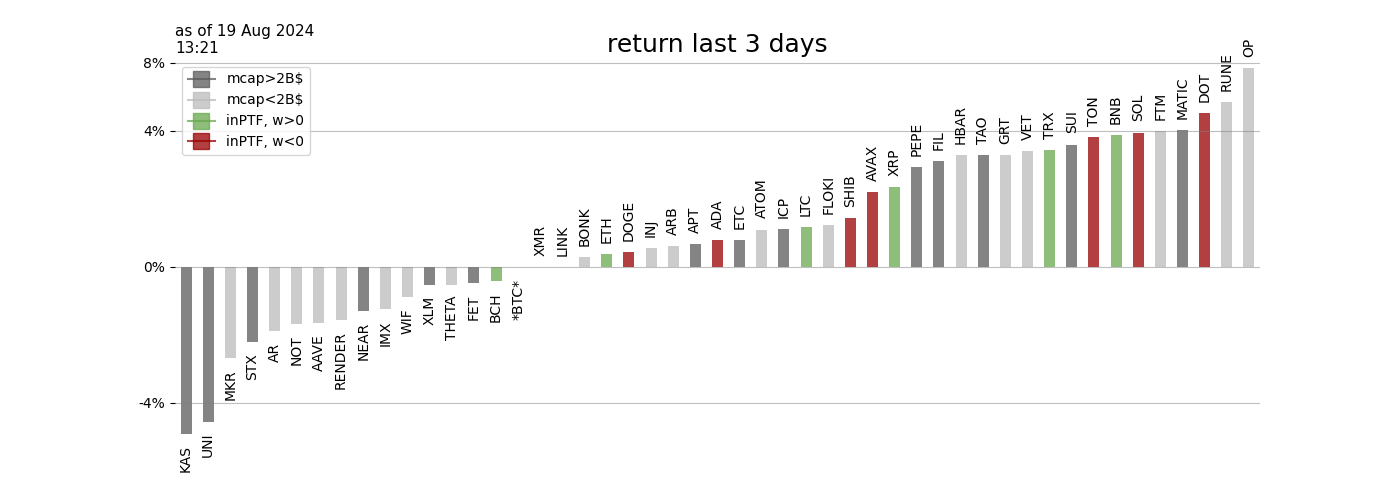 as of 19 Aug 2024
13:21
return last 3 days
8%
4%
0%
-4%
mcap>2B$
mcap<2B$
inPTF, w>0
inPTF, w<0
KAS
UNI
MKR
STX
AR
NOT
AAVE
RENDER
NEAR
IMX
WIF
XLM
THETA
FET
BCH
*BTC*
XMR
LINK
BONK
ETH
DOGE
INJ
ARB
APT
ADA
ETC
ATOM
ICP
LTC
FLOKI
SHIB
AVAX
XRP
PEPE
FIL
HBAR
TAO
GRT
VET
TRX
SUI
TON
BNB
SOL
FTM
MATIC
DOT
RUNE
OP